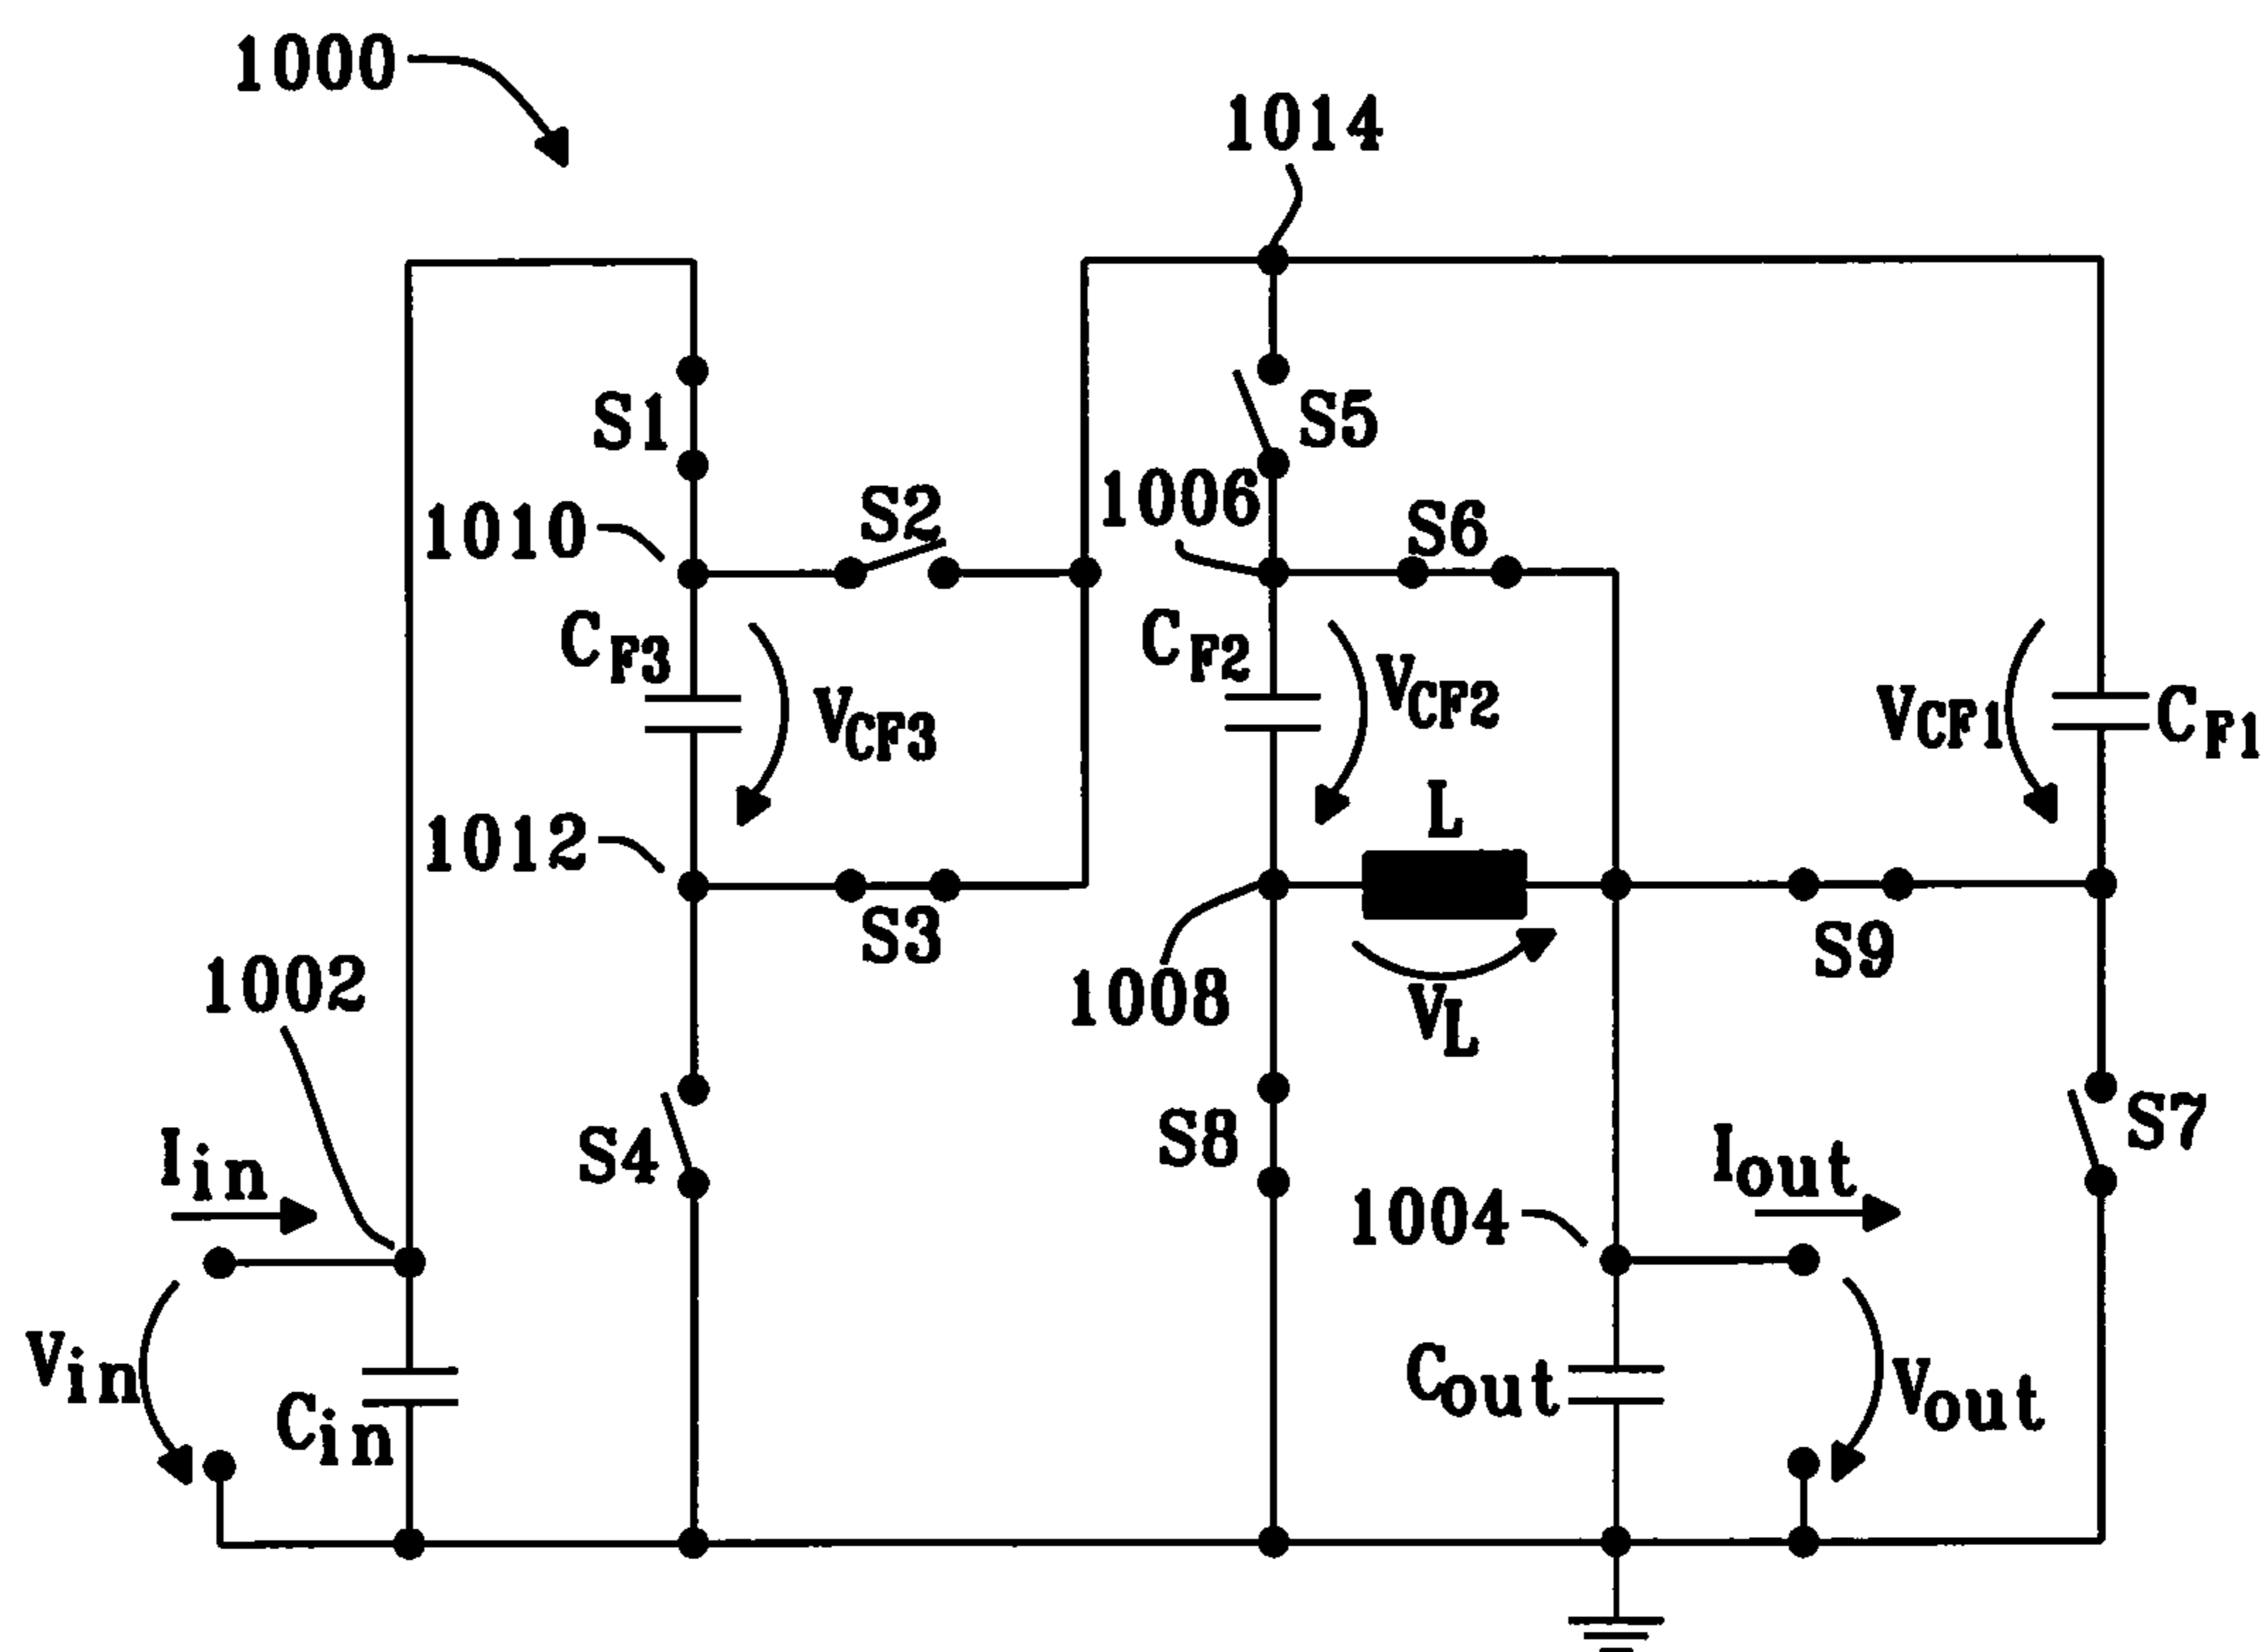 1000
1014
S1
S5
1010
S2
1006
S6
CF3
VCF3
CF2
VCF2
VCF1
CF1
L
1012
S3
S9
1002
1008
VL
Iin
S4
S8
1004
Iout
S7
Vin
Cin
Cout
Vout